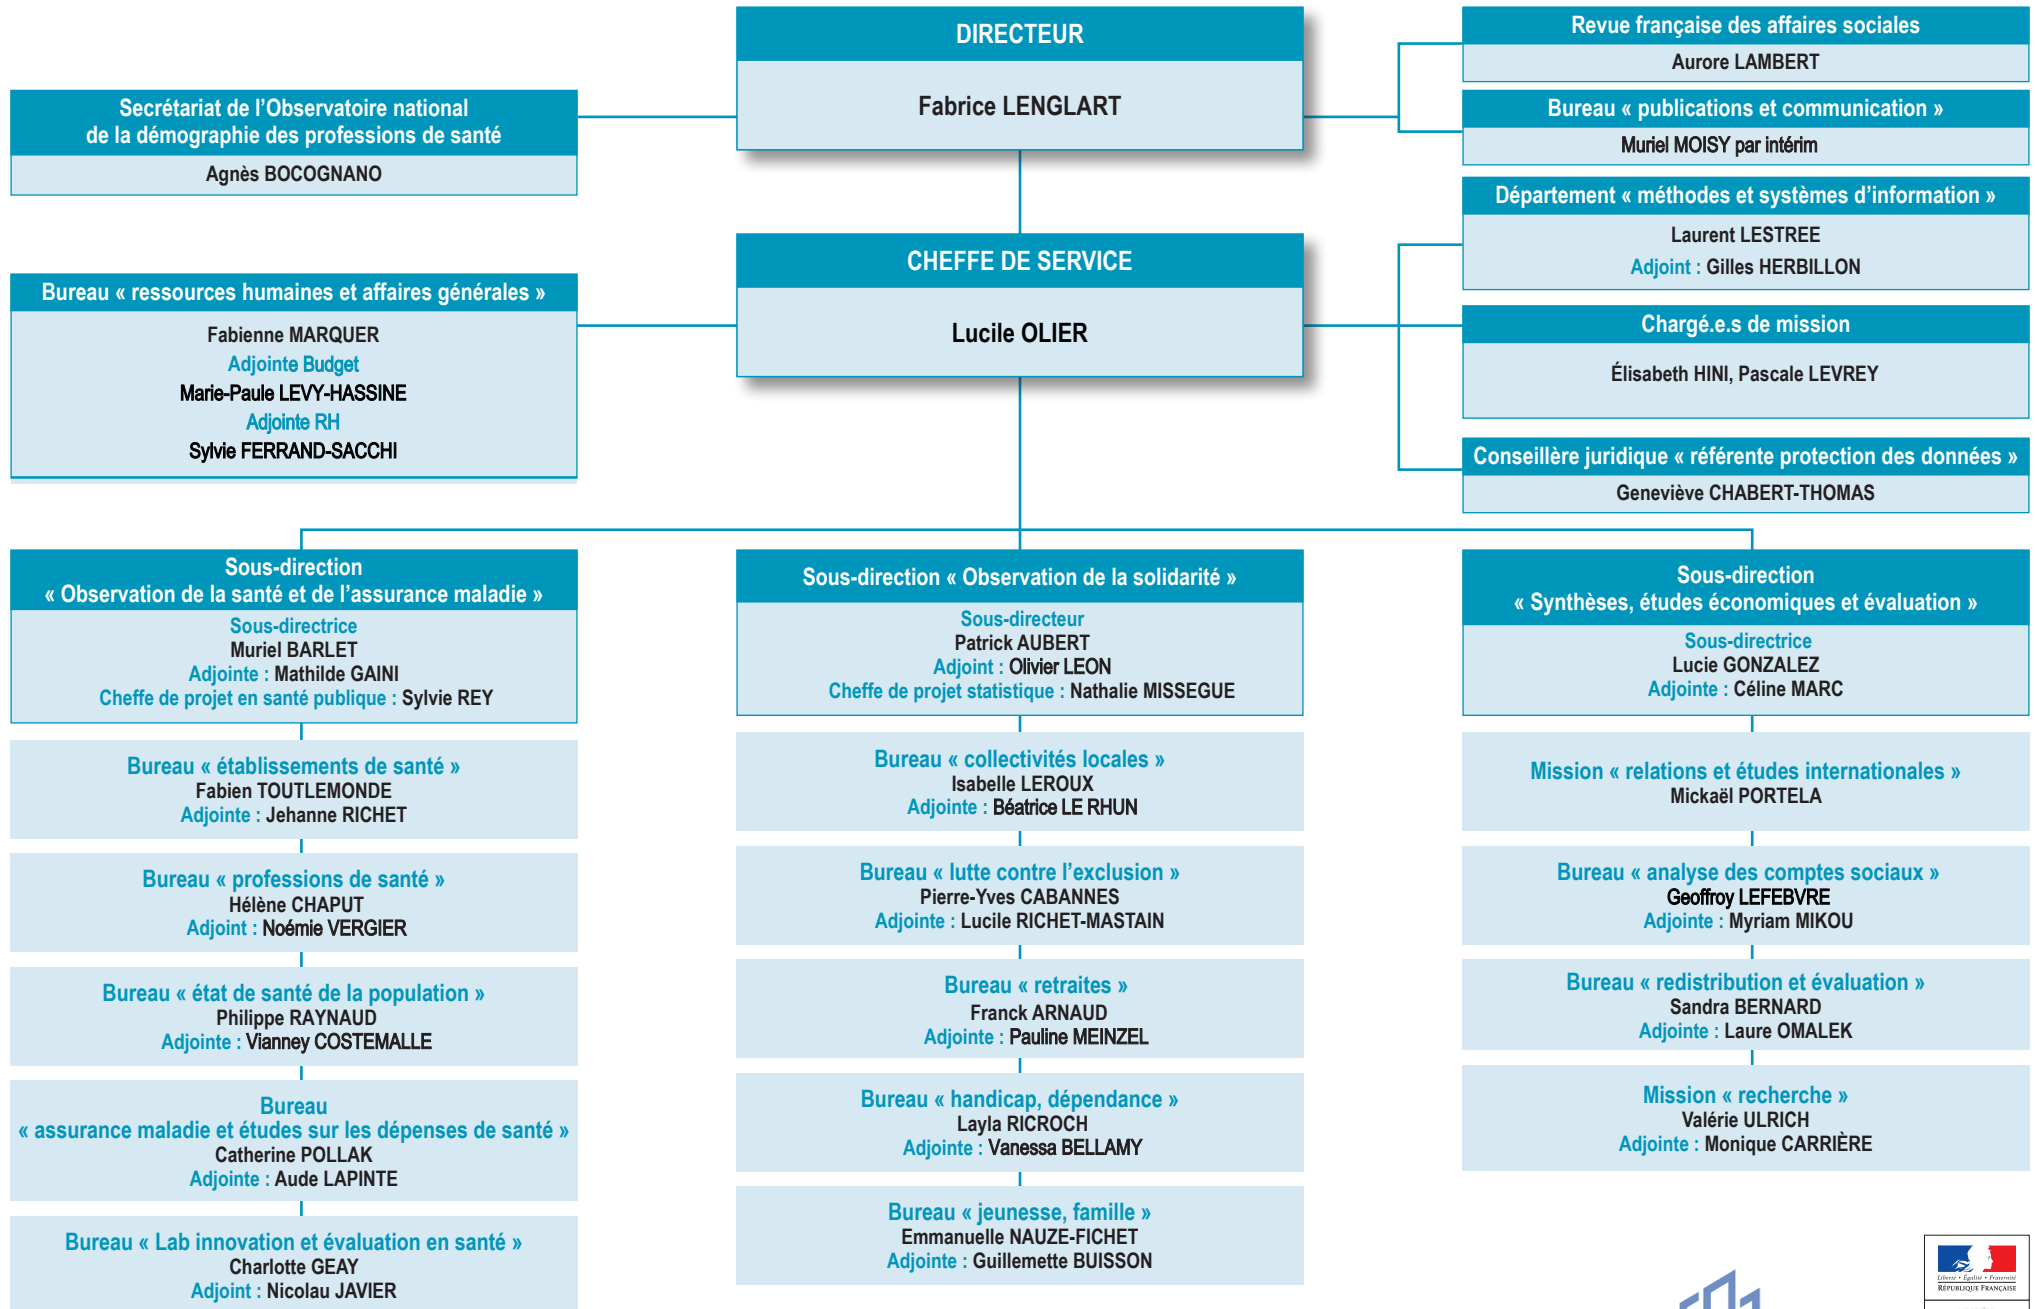 DIRECTEUR
Fabrice LENGLART
Revue française des affaires sociales
Aurore LAMBERT
Bureau « publications et communication »
Muriel MOISY par intérim
Secrétariat de l’Observatoire national
de la démographie des professions de santé
Agnès BOCOGNANO
Département « méthodes et systèmes d’information »
Laurent LESTREE
Adjoint : Gilles HERBILLON
CHEFFE DE SERVICE
Lucile OLIER
Bureau « ressources humaines et affaires générales »
Fabienne MARQUER
Adjointe Budget
Marie-Paule LEVY-HASSINE
Adjointe RH
Sylvie FERRAND-SACCHI
Chargé.e.s de mission
Élisabeth HINI, Pascale LEVREY
Conseillère juridique « référente protection des données »
Geneviève CHABERT-THOMAS
Sous-direction
« Observation de la santé et de l’assurance maladie »
Sous-directrice
Muriel BARLET
Adjointe : Mathilde GAINI
Cheffe de projet en santé publique : Sylvie REY
Bureau « établissements de santé »
Fabien TOUTLEMONDE
Adjointe : Jehanne RICHET
Bureau « professions de santé »
Hélène CHAPUT
Adjoint : Noémie VERGIER
Bureau « état de santé de la population »
Philippe RAYNAUD
Adjointe : Vianney COSTEMALLE
Bureau
« assurance maladie et études sur les dépenses de santé »
Catherine POLLAK
Adjointe : Aude LAPINTE
Bureau « Lab innovation et évaluation en santé »
Charlotte GEAY
Adjoint : Nicolau JAVIER
Sous-direction « Observation de la solidarité »
Sous-directeur
Patrick AUBERT
Adjoint : Olivier LEON
Cheffe de projet statistique : Nathalie MISSEGUE
Bureau « collectivités locales »
Isabelle LEROUX
Adjointe : Béatrice LE RHUN
Bureau « lutte contre l’exclusion »
Pierre-Yves CABANNES
Adjointe : Lucile RICHET-MASTAIN
Bureau « retraites »
Franck ARNAUD
Adjointe : Pauline MEINZEL
Bureau « handicap, dépendance »
Layla RICROCH
Adjointe : Vanessa BELLAMY
Bureau « jeunesse, famille »
Emmanuelle NAUZE-FICHET
Adjointe : Guillemette BUISSON
Sous-direction
« Synthèses, études économiques et évaluation »
Sous-directrice
Lucie GONZALEZ
Adjointe : Céline MARC
Mission « relations et études internationales »
Mickaël PORTELA
Bureau « analyse des comptes sociaux »
Geoffroy LEFEBVRE
Adjointe : Myriam MIKOU
Bureau « redistribution et évaluation »
Sandra BERNARD
Adjointe : Laure OMALEK
Mission « recherche »
Valérie ULRICH
Adjointe : Monique CARRIÈRE
Liberté • Égalité • Fraternité
RÉPUBLIQUE FRANÇAISE